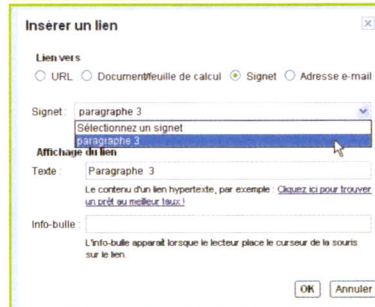 Insérer un lien
Lien vers
URL Document/feuille de calcul Signet Adresse e-mail
Signet : paragraphe 3
Sélectionnez un signet
paragraphe 3
Affichage du lien
Texte : Paragraphe 3
Le contenu d'un lien hypertexte, par exemple : Cliquez ici pour trouver
un prêt au meilleur taux !
Info-bulle :
L'info-bulle apparaît lorsque le lecteur place le curseur de la souris
sur le lien.
OK Annuler